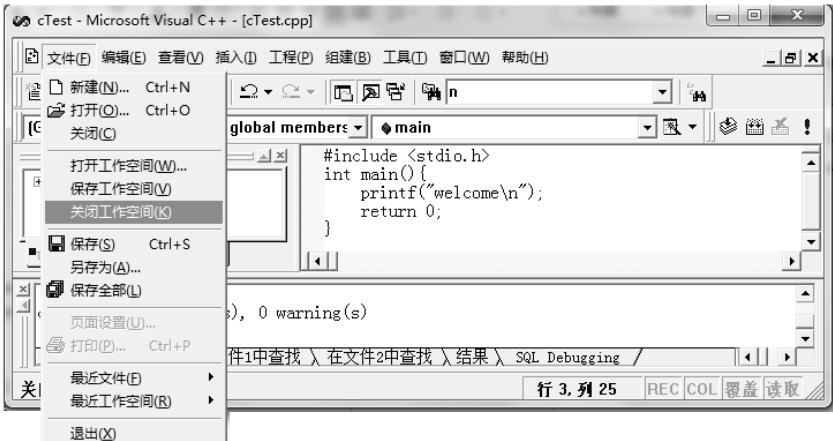 cTest - Microsoft Visual C++ - [cTest.cpp]
文件(F) 编辑(E) 查看(V) 插入(I) 工程(P) 组建(B) 工具(T) 窗口(W) 帮助(H)
新建(N)... Ctrl+N
n
打开(O)... Ctrl+O
关闭(C)
global members
main
打开工作空间(W)...
保存工作空间(V)
关闭工作空间(K)
#include <stdio.h>
int main(){
printf("welcome\n");
return 0;
}
保存(S) Ctrl+S
另存为(A)...
保存全部(L)
页面设置(U)...
打印(P)... Ctrl+P
最近文件(F)
最近工作空间(R)
退出(X)
), 0 warning(s)
件1中查找 在文件2中查找 结果 SQL Debugging
行 3, 列 25 REC COL 覆盖 读取